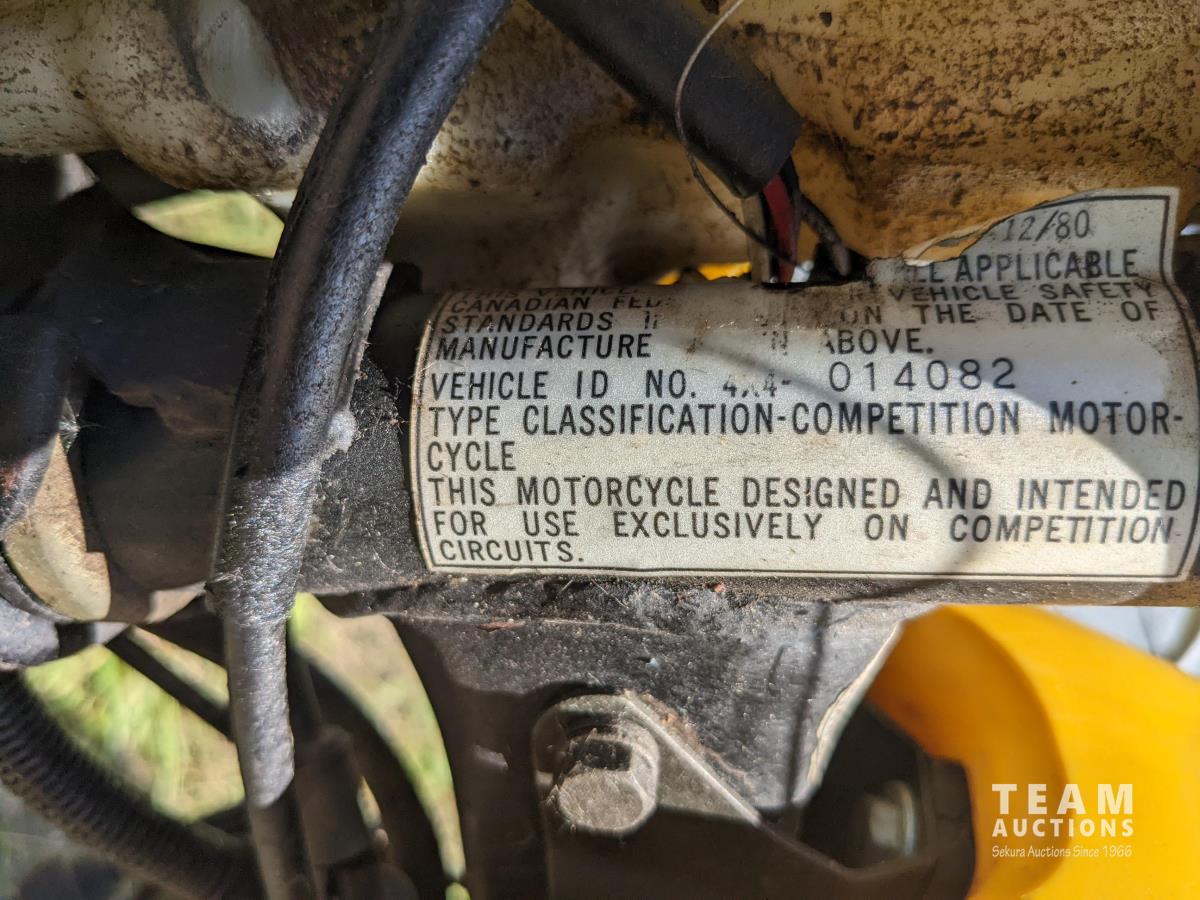 12/80
APPLICABLE
VEHICLE SAFETY
CANADIAN
STANDARDS ON THE DATE OF
MANUFACTURE ABOVE.
VEHICLE ID NO. 4X4- 014082
TYPE CLASSIFICATION-COMPETITION MOTOR-
CYCLE
THIS MOTORCYCLE DESIGNED AND INTENDED
FOR USE EXCLUSIVELY ON COMPETITION
CIRCUITS.
TEAM
AUCTIONS
Sekura Auctions Since 1966